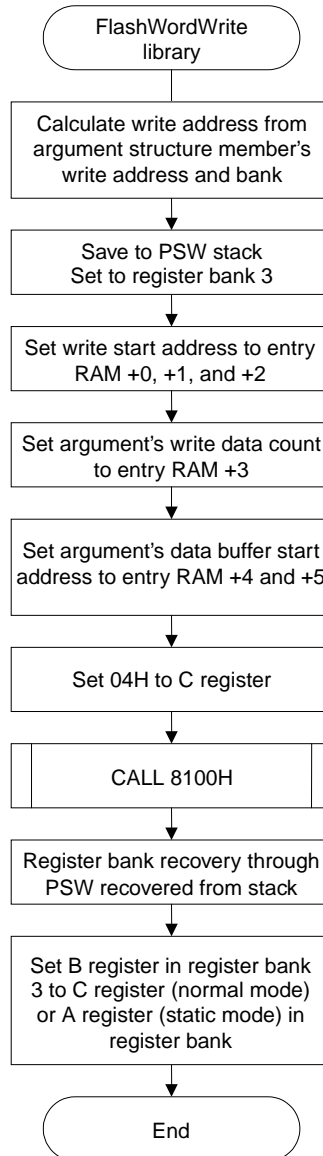 FlashWordWrite
library
Calculate write address from
argument structure member's
write address and bank
Save to PSW stack
Set to register bank 3
Set write start address to entry
RAM +0, +1, and +2
Set argument's write data count
to entry RAM +3
Set argument's data buffer start
address to entry RAM +4 and +5
Set 04H to C register
CALL 8100H
Register bank recovery through
PSW recovered from stack
Set B register in register bank
3 to C register (normal mode)
or A register (static mode) in
register bank
End